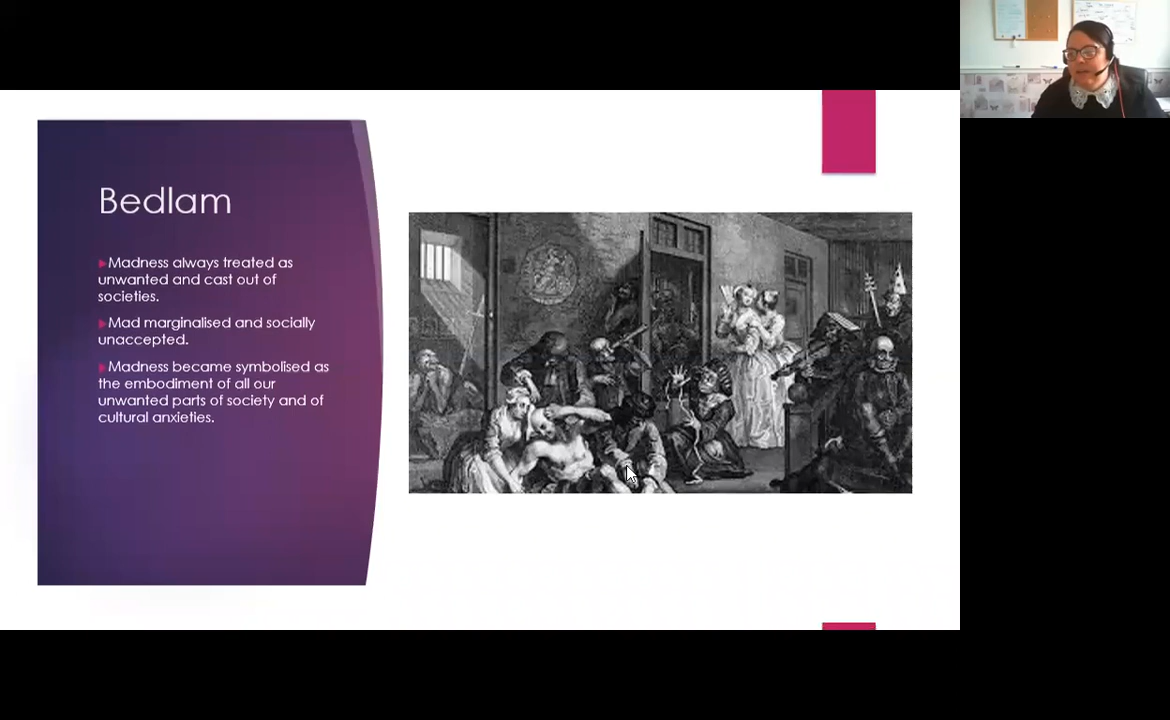 Bedlam
Madness always treated as
unwanted and cast out of
societies.
Mad marginalised and socially
unaccepted.
Madness became symbolised as
the embodiment of all our
unwanted parts of society and of
cultural anxieties.